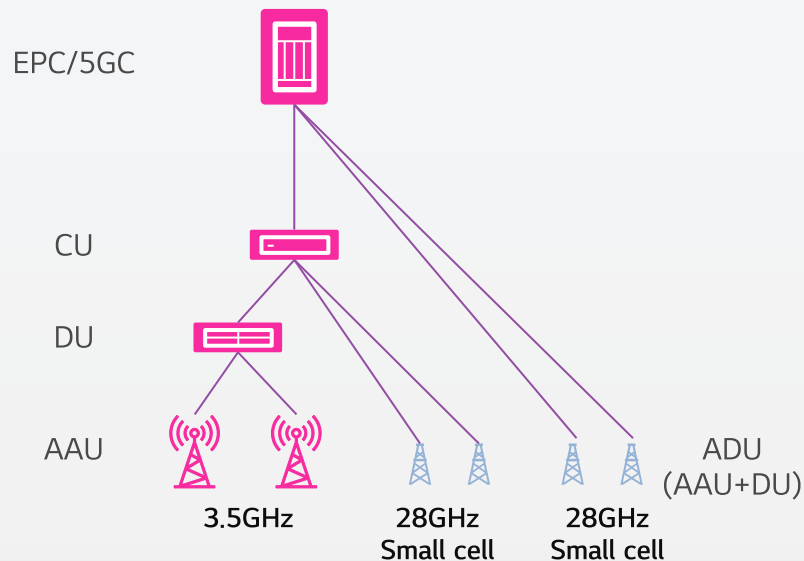 EPC/5GC
CU
DU
AAU
ADU
(AAU+DU)
3.5GHz
28GHz
Small cell
28GHz
Small cell